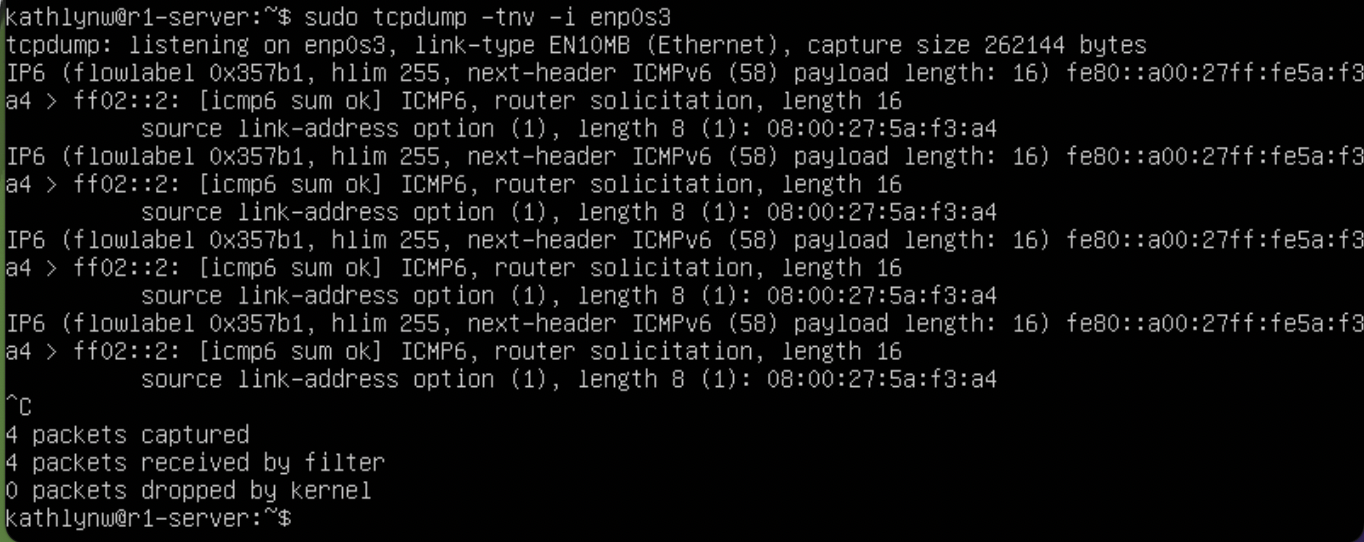 kathlynw@r1-server:~$ sudo tcpdump -tnv -i enp0s3
tcpdump: listening on enp0s3, link-type EN10MB (Ethernet), capture size 262144 bytes
IP6 (flowlabel 0x357b1, hlim 255, next-header ICMPv6 (58) payload length: 16) fe80::a00:27ff:fe5a:f3
a4 > ff02::2: [icmp6 sum ok] ICMP6, router solicitation, length 16
          source link-address option (1), length 8 (1): 08:00:27:5a:f3:a4
IP6 (flowlabel 0x357b1, hlim 255, next-header ICMPv6 (58) payload length: 16) fe80::a00:27ff:fe5a:f3
a4 > ff02::2: [icmp6 sum ok] ICMP6, router solicitation, length 16
          source link-address option (1), length 8 (1): 08:00:27:5a:f3:a4
IP6 (flowlabel 0x357b1, hlim 255, next-header ICMPv6 (58) payload length: 16) fe80::a00:27ff:fe5a:f3
a4 > ff02::2: [icmp6 sum ok] ICMP6, router solicitation, length 16
          source link-address option (1), length 8 (1): 08:00:27:5a:f3:a4
IP6 (flowlabel 0x357b1, hlim 255, next-header ICMPv6 (58) payload length: 16) fe80::a00:27ff:fe5a:f3
a4 > ff02::2: [icmp6 sum ok] ICMP6, router solicitation, length 16
          source link-address option (1), length 8 (1): 08:00:27:5a:f3:a4
^C
4 packets captured
4 packets received by filter
0 packets dropped by kernel
kathlynw@r1-server:~$